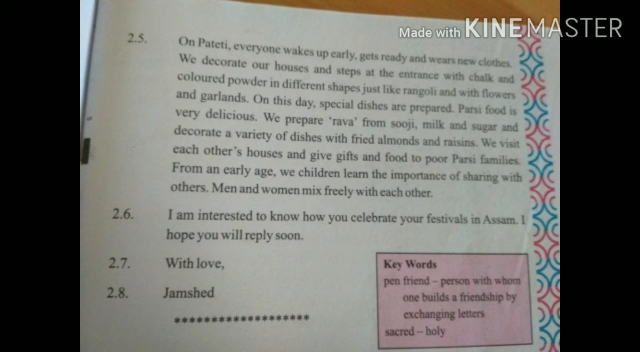 Made with KINEMASTER
2.5. On Pateti, everyone wakes up early, gets ready and wears new clothes.
We decorate our houses and steps at the entrance with chalk and
coloured powder in different shapes just like rangoli and with flowers
and garlands. On this day, special dishes are prepared. Parsi food is
very delicious. We prepare ‘rava’ from sooji, milk and sugar and
decorate a variety of dishes with fried almonds and raisins. We visit
each other’s houses and give gifts and food to poor Parsi families.
From an early age, we children learn the importance of sharing with
others. Men and women mix freely with each other.
2.6. I am interested to know how you celebrate your festivals in Assam. I
hope you will reply soon.
2.7. With love,
2.8. Jamshed
*******************
Key Words
pen friend – person with whom
one builds a friendship by
exchanging letters
sacred – holy